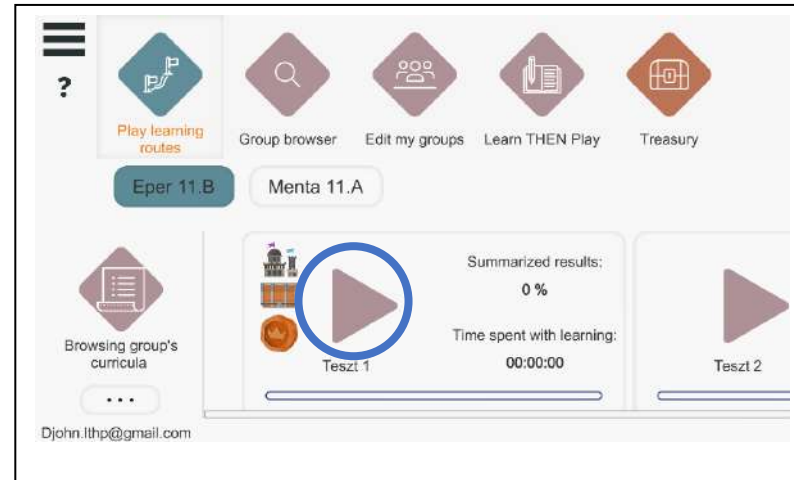 ?
Play learning
routes
Group browser
Edit my groups
Learn THEN Play
Treasury
Eper 11.B
Menta 11.A
Browsing group's
curricula
...
Djohn.lthp@gmail.com
Teszt 1
Summarized results:
0 %
Time spent with learning:
00:00:00
Teszt 2